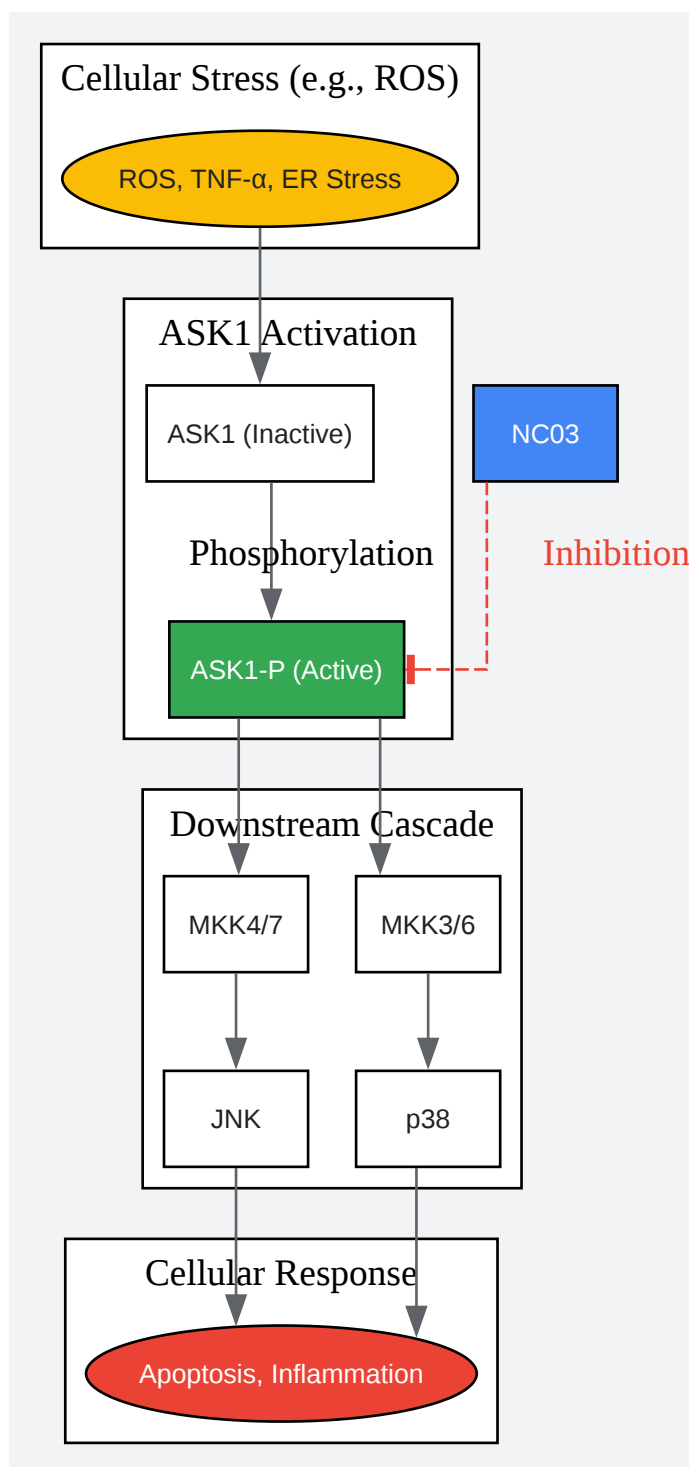 Cellular Stress (e.g., ROS)
ROS, TNF-α, ER Stress
ASK1 Activation
ASK1 (Inactive)
NC03
Phosphorylation
Inhibition
ASK1-P (Active)
Downstream Cascade
MKK4/7
MKK3/6
JNK
p38
Cellular Response
Apoptosis, Inflammation